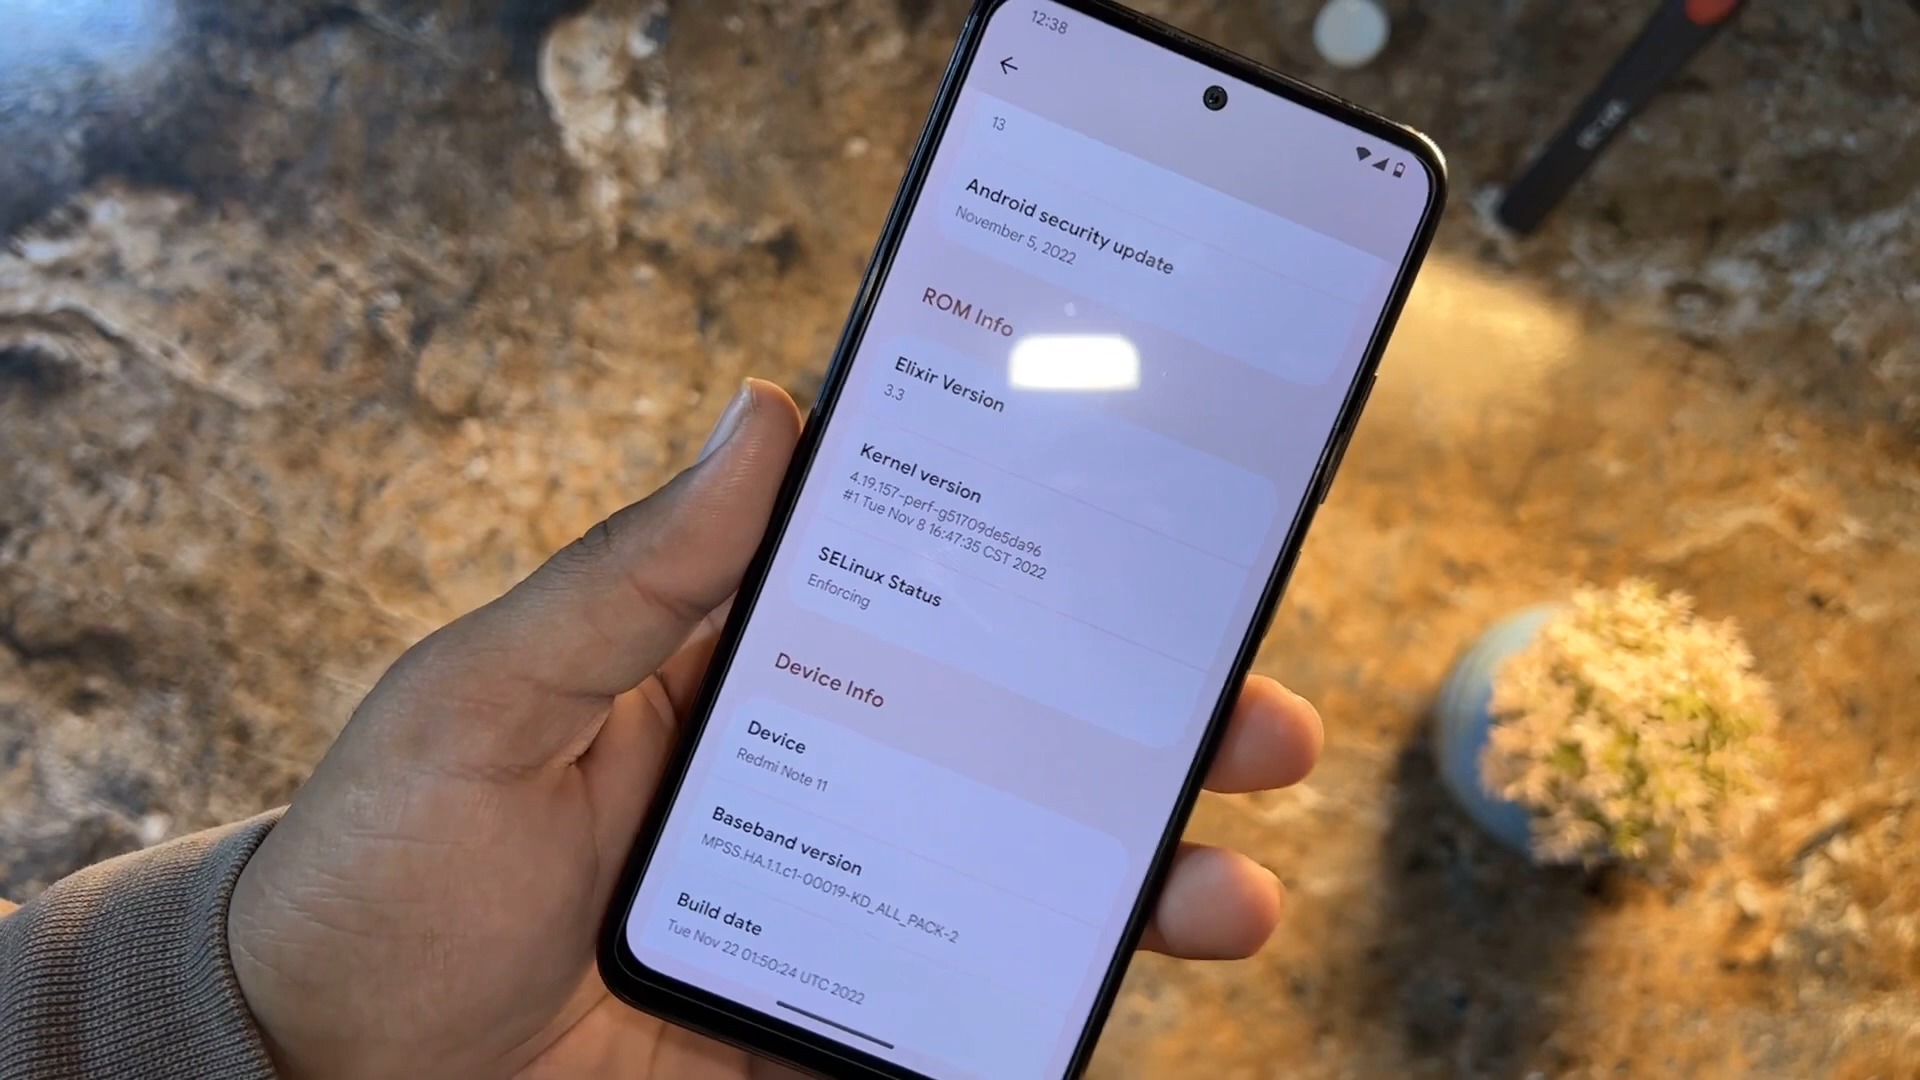 12:38
13
Android security update
November 5, 2022
ROM Info
Elixir Version
3.3
Kernel version
4.19.157-perf-g51709de5da96
#1 Tue Nov 8 16:47:35 CST 2022
SELinux Status
Enforcing
Device Info
Device
Redmi Note 11
Baseband version
MPSS.HA.1.1.c1-00019-KD_ALL_PACK-2
Build date
Tue Nov 22 01:50:24 UTC 2022